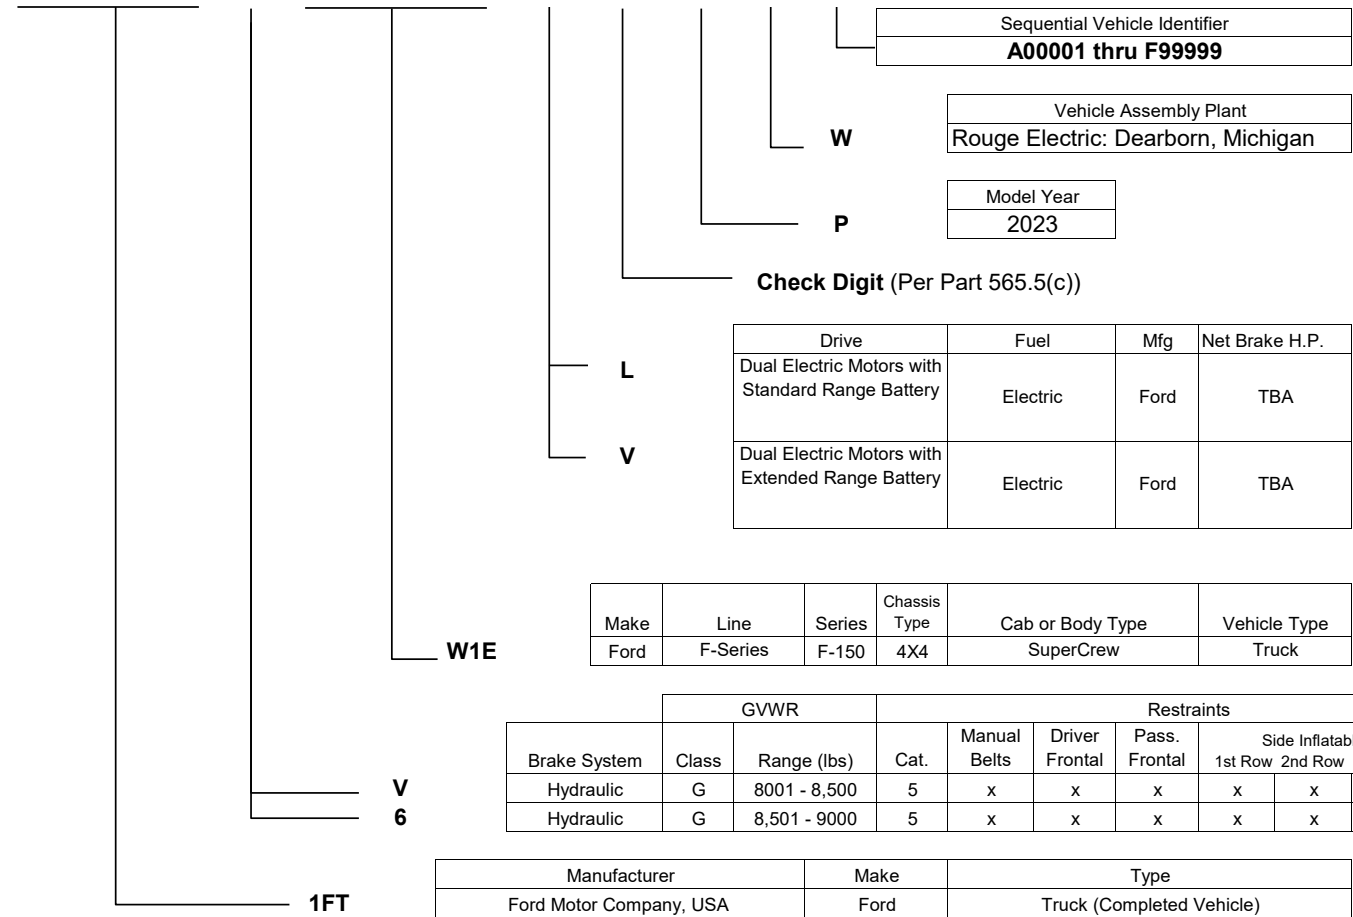 Sequential Vehicle Identifier
A00001 thru F99999
Vehicle Assembly Plant
W Rouge Electric: Dearborn, Michigan
Model Year
P 2023
Check Digit (Per Part 565.5(c))
Drive Fuel Mfg Net Brake H.P.
L Dual Electric Motors with Standard Range Battery Electric Ford TBA
V Dual Electric Motors with Extended Range Battery Electric Ford TBA
Make Line Series Chassis Type Cab or Body Type Vehicle Type
W1E Ford F-Series F-150 4X4 SuperCrew Truck
GVWR Restraints
Brake System Class Range (lbs) Cat. Manual Belts Driver Frontal Pass. Frontal Side Inflatabl 1st Row 2nd Row
V Hydraulic G 8001 - 8,500 5 x x x x x
6 Hydraulic G 8,501 - 9000 5 x x x x x
Manufacturer Make Type
1FT Ford Motor Company, USA Ford Truck (Completed Vehicle)